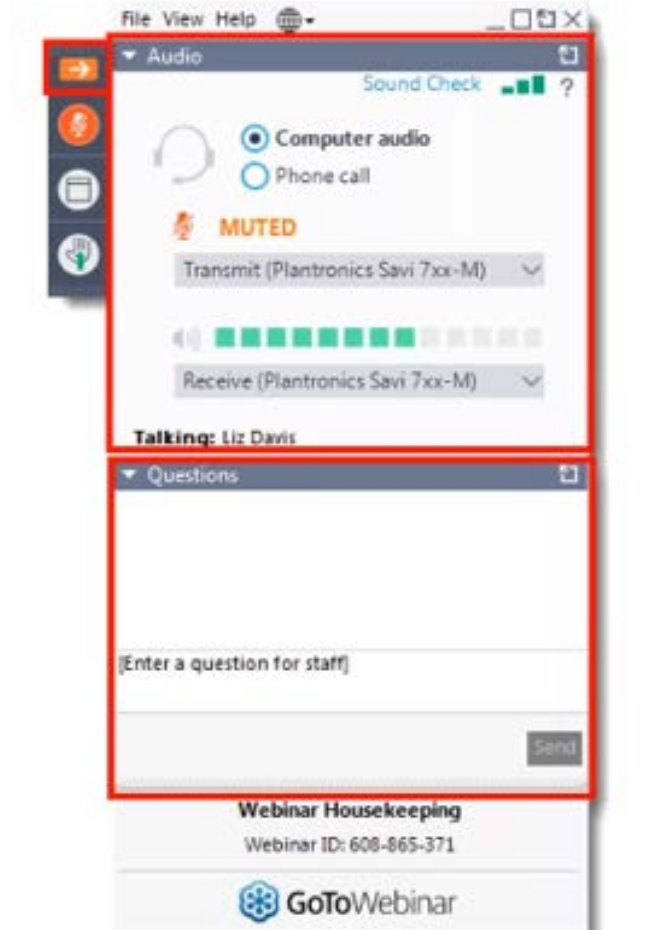 File View Help
Audio
Sound Check ?
Computer audio
Phone call
MUTED
Transmit (Plantronics Savi 7xx-M)
Receive (Plantronics Savi 7xx-M)
Talking: Liz Davis
Questions
[Enter a question for staff]
Send
Webinar Housekeeping
Webinar ID: 608-865-371
GoToWebinar